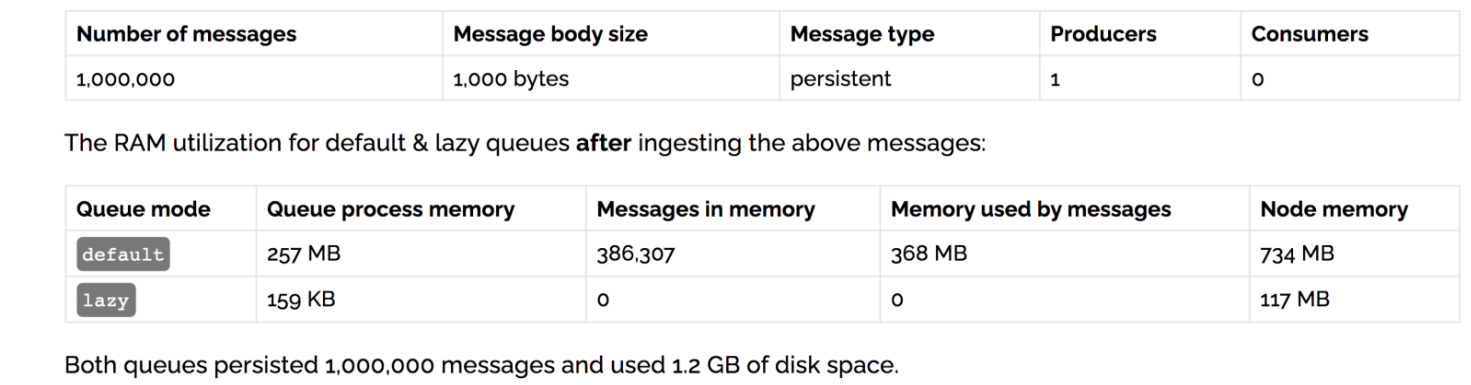 Number of messages Message body size Message type Producers Consumers
1,000,000 1,000 bytes persistent 1 0
The RAM utilization for default & lazy queues after ingesting the above messages:
Queue mode Queue process memory Messages in memory Memory used by messages Node memory
default 257 MB 386,307 368 MB 734 MB
lazy 159 KB 0 0 117 MB
Both queues persisted 1,000,000 messages and used 1.2 GB of disk space.